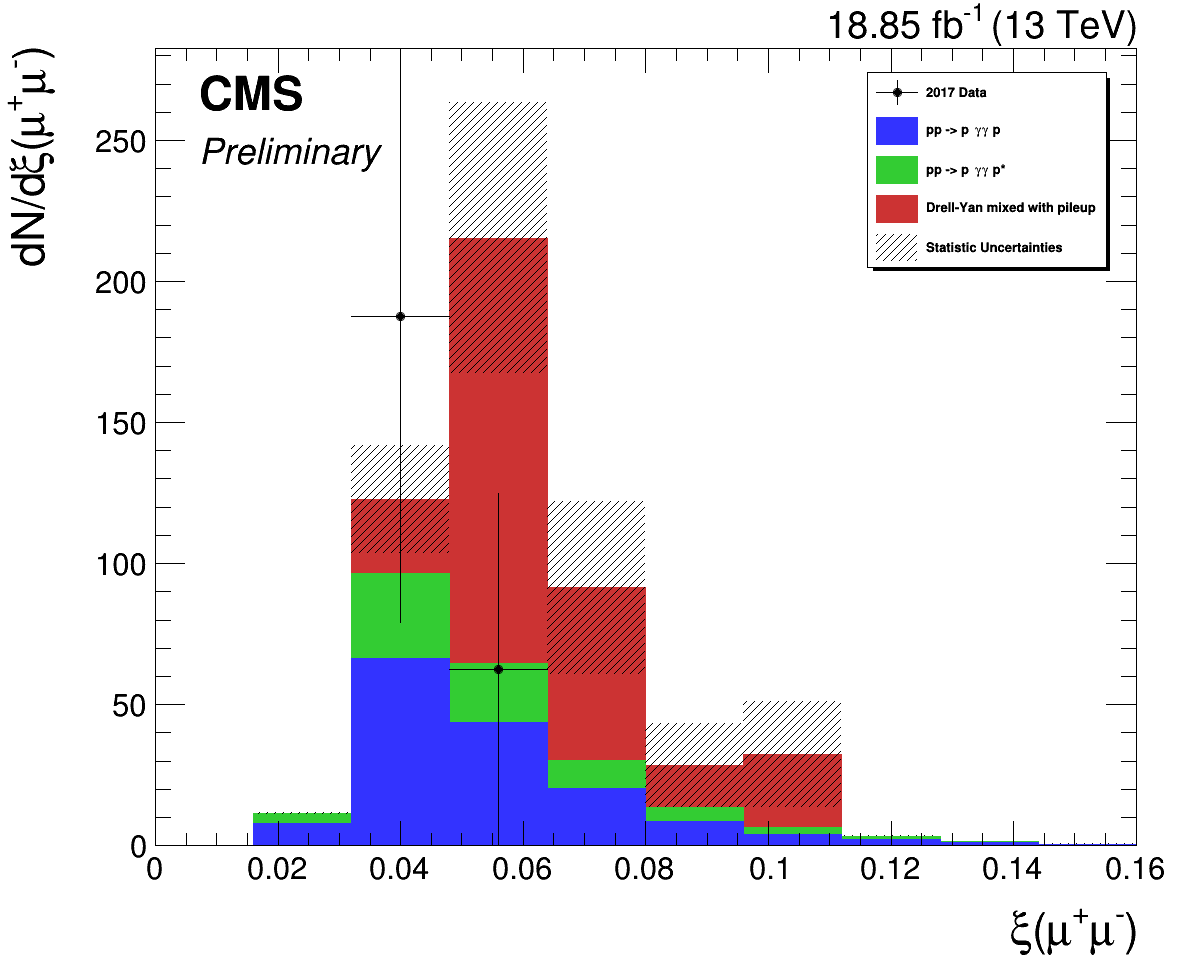 18.85 fb⁻¹ (13 TeV)
dN/dξ(μ⁺μ⁻)
CMS
Preliminary
2017 Data
pp -> p γγ p
pp -> p γγ p*
Drell-Yan mixed with pileup
Statistic Uncertainties
250
200
150
100
50
0
0 0.02 0.04 0.06 0.08 0.1 0.12 0.14 0.16
ξ(μ⁺μ⁻)